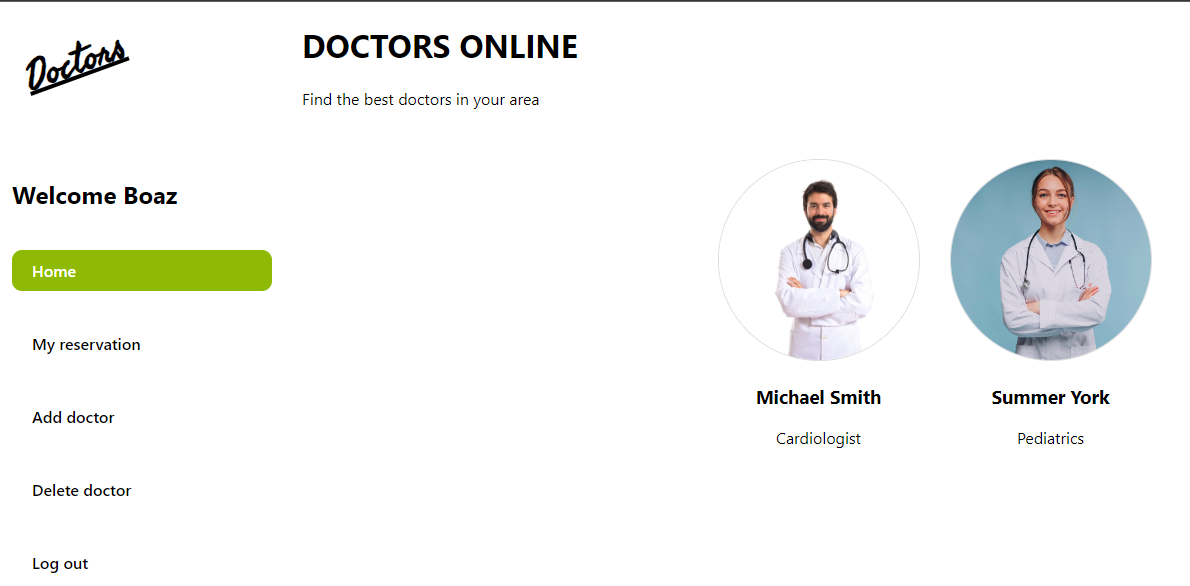 Doctors
DOCTORS ONLINE
Find the best doctors in your area
Welcome Boaz
Home
My reservation
Add doctor
Delete doctor
Log out
Michael Smith
Cardiologist
Summer York
Pediatrics